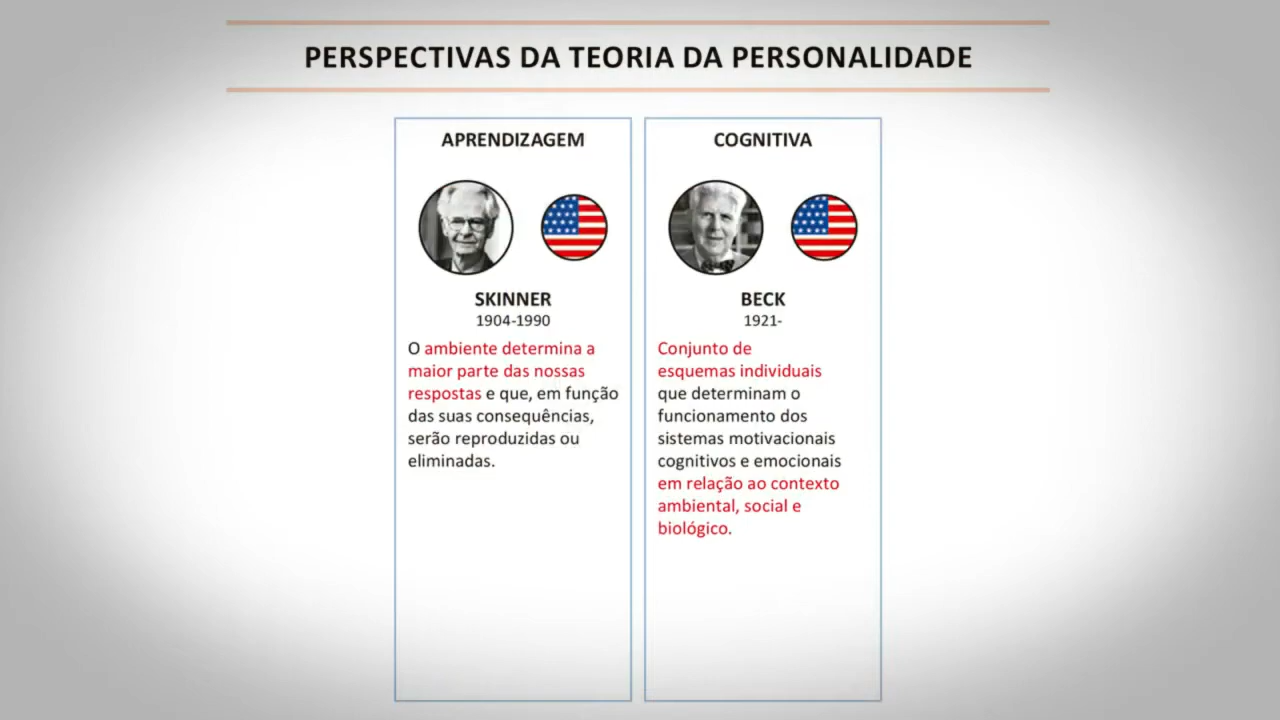 PERSPECTIVAS DA TEORIA DA PERSONALIDADE
APRENDIZAGEM
SKINNER
1904-1990
O ambiente determina a
maior parte das nossas
respostas e que, em função
das suas consequências,
serão reproduzidas ou
eliminadas.
COGNITIVA
BECK
1921-
Conjunto de
esquemas individuais
que determinam o
funcionamento dos
sistemas motivacionais
cognitivos e emocionais
em relação ao contexto
ambiental, social e
biológico.